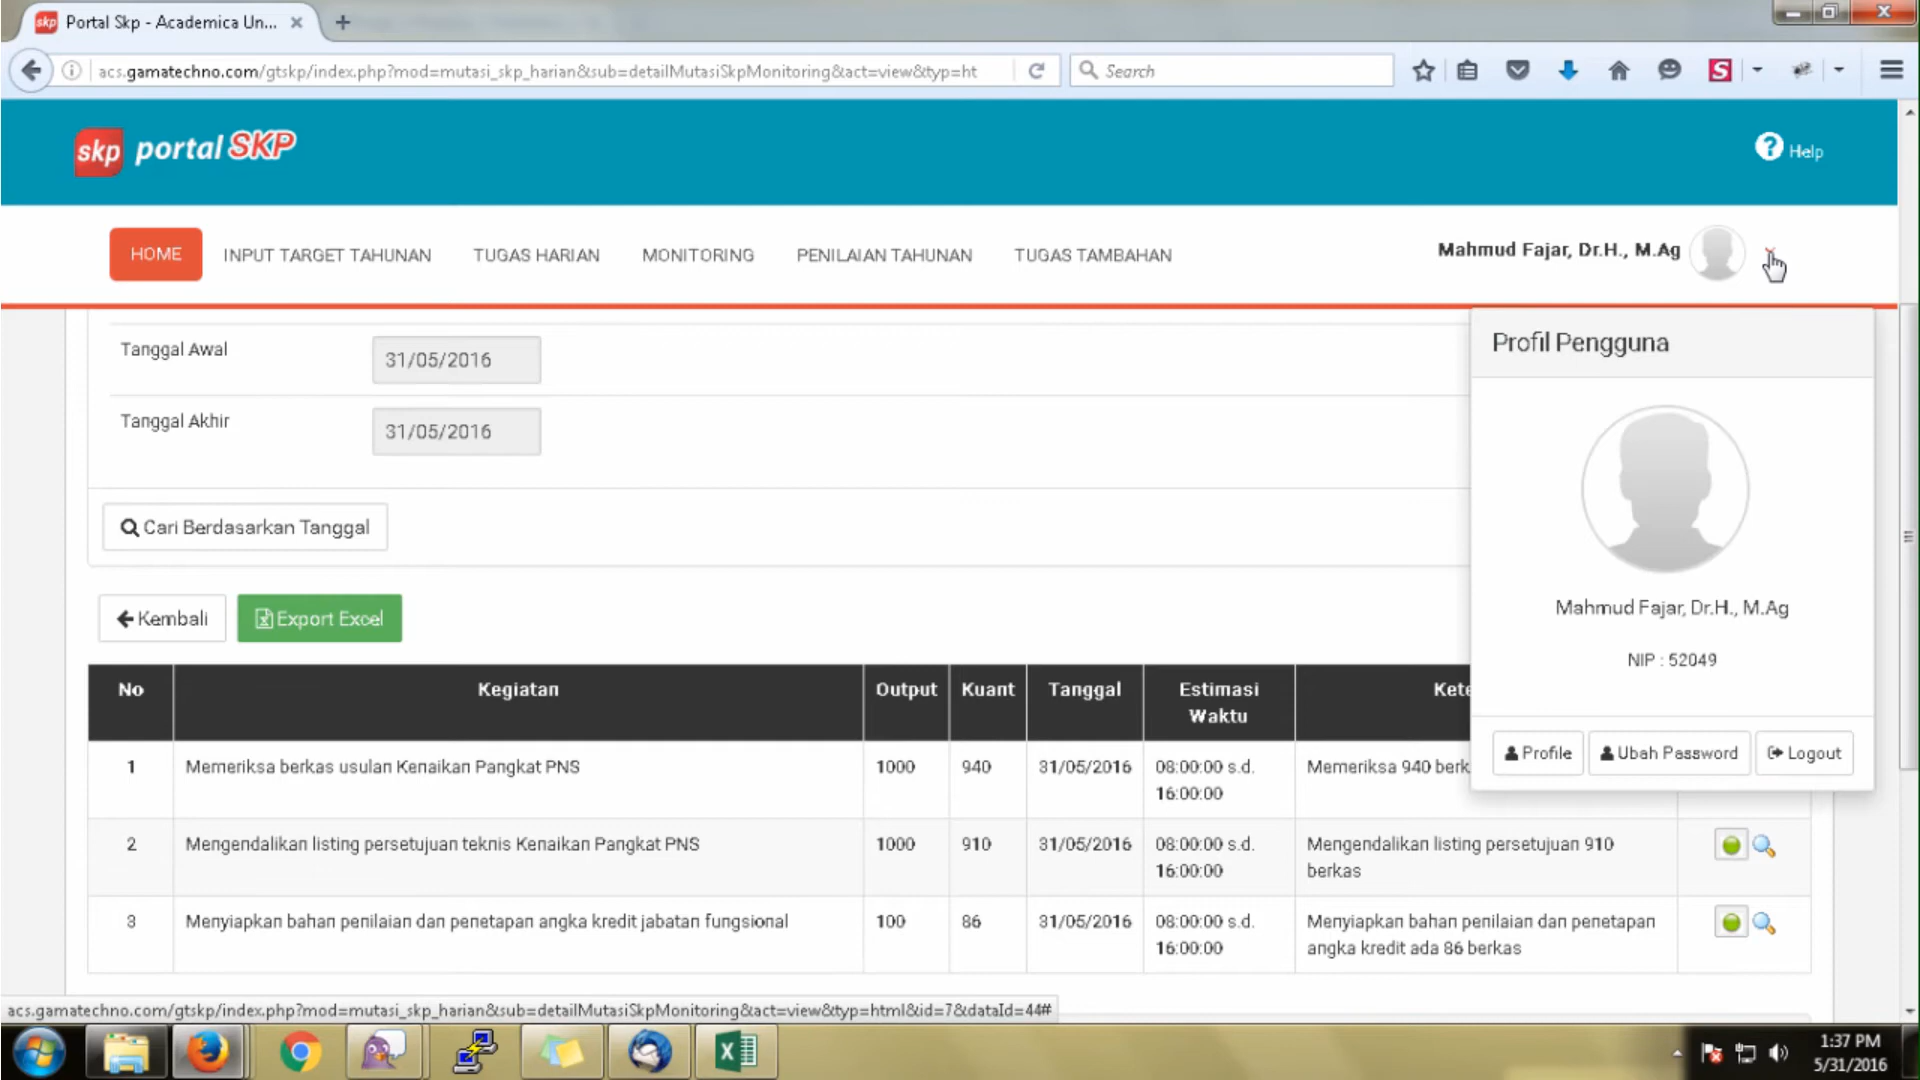 skp Portal Skp - Academica Un...
acs.gamatechno.com/gtskp/index.php?mod=mutasi_skp_harian&sub=detailMutasiSkpMonitoring&act=view&typ=ht
Search
S
skp portal SKP
? Help
HOME INPUT TARGET TAHUNAN TUGAS HARIAN MONITORING PENILAIAN TAHUNAN TUGAS TAMBAHAN Mahmud Fajar, Dr.H., M.Ag
Tanggal Awal 31/05/2016
Tanggal Akhir 31/05/2016
Cari Berdasarkan Tanggal
Kembali Export Excel
Profil Pengguna
Mahmud Fajar, Dr.H., M.Ag
NIP : 52049
Profile Ubah Password Logout
No Kegiatan Output Kuant Tanggal Estimasi Kete
Waktu
1 Memeriksa berkas usulan Kenaikan Pangkat PNS 1000 940 31/05/2016 08:00:00 s.d. Memeriksa 940 berk
16:00:00
2 Mengendalikan listing persetujuan teknis Kenaikan Pangkat PNS 1000 910 31/05/2016 08:00:00 s.d. Mengendalikan listing persetujuan 910
16:00:00 berkas
3 Menyiapkan bahan penilaian dan penetapan angka kredit jabatan fungsional 100 86 31/05/2016 08:00:00 s.d. Menyiapkan bahan penilaian dan penetapan
16:00:00 angka kredit ada 86 berkas
acs.gamatechno.com/gtskp/index.php?mod=mutasi_skp_harian&sub=detailMutasiSkpMonitoring&act=view&typ=html&id=7&dataId=44#
1:37 PM
5/31/2016